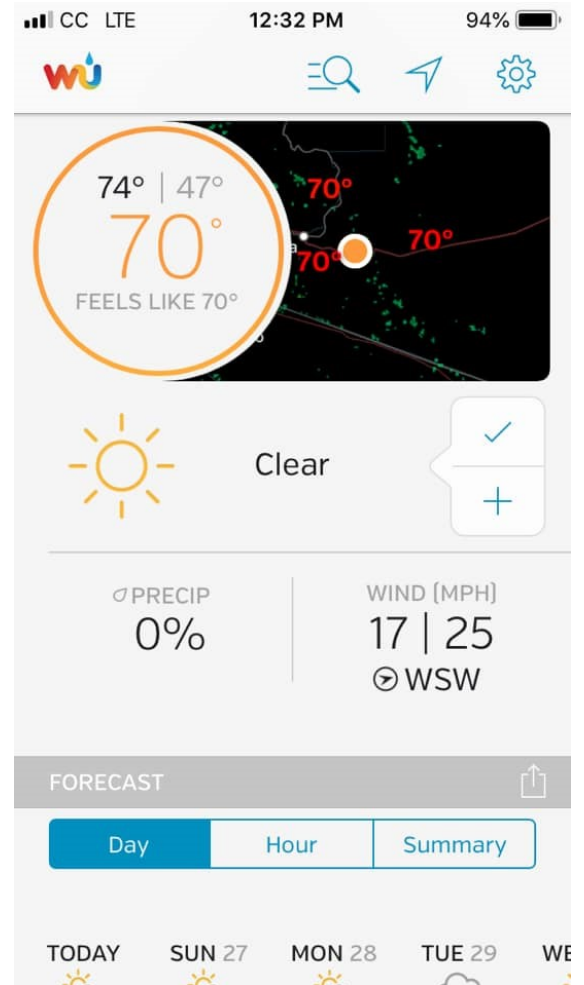 CC LTE 12:32 PM 94%
wu
74° | 47°
70°
FEELS LIKE 70°
70°
70°
70°
a
o
Clear
PRECIP
0%
WIND (MPH)
17 | 25
WSW
FORECAST
Day Hour Summary
TODAY SUN 27 MON 28 TUE 29 WE